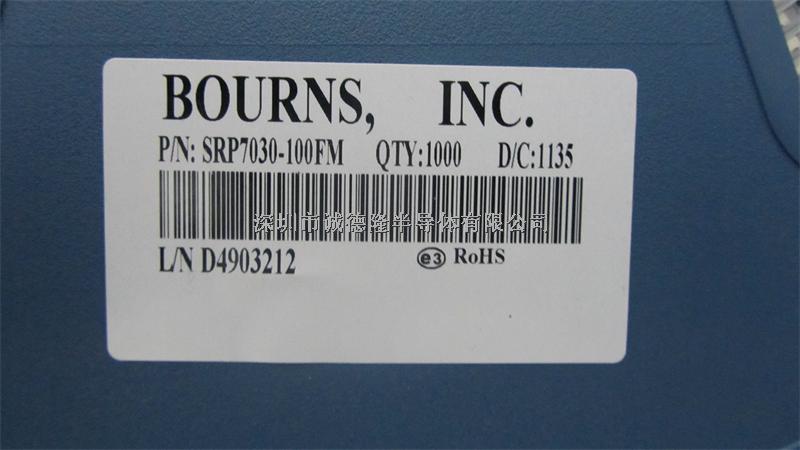 BOURNS, INC.
P/N: SRP7030-100FM QTY:1000 D/C:1135
深圳市诚德隆半导体有限公司
L/N D4903212 e3 RoHS